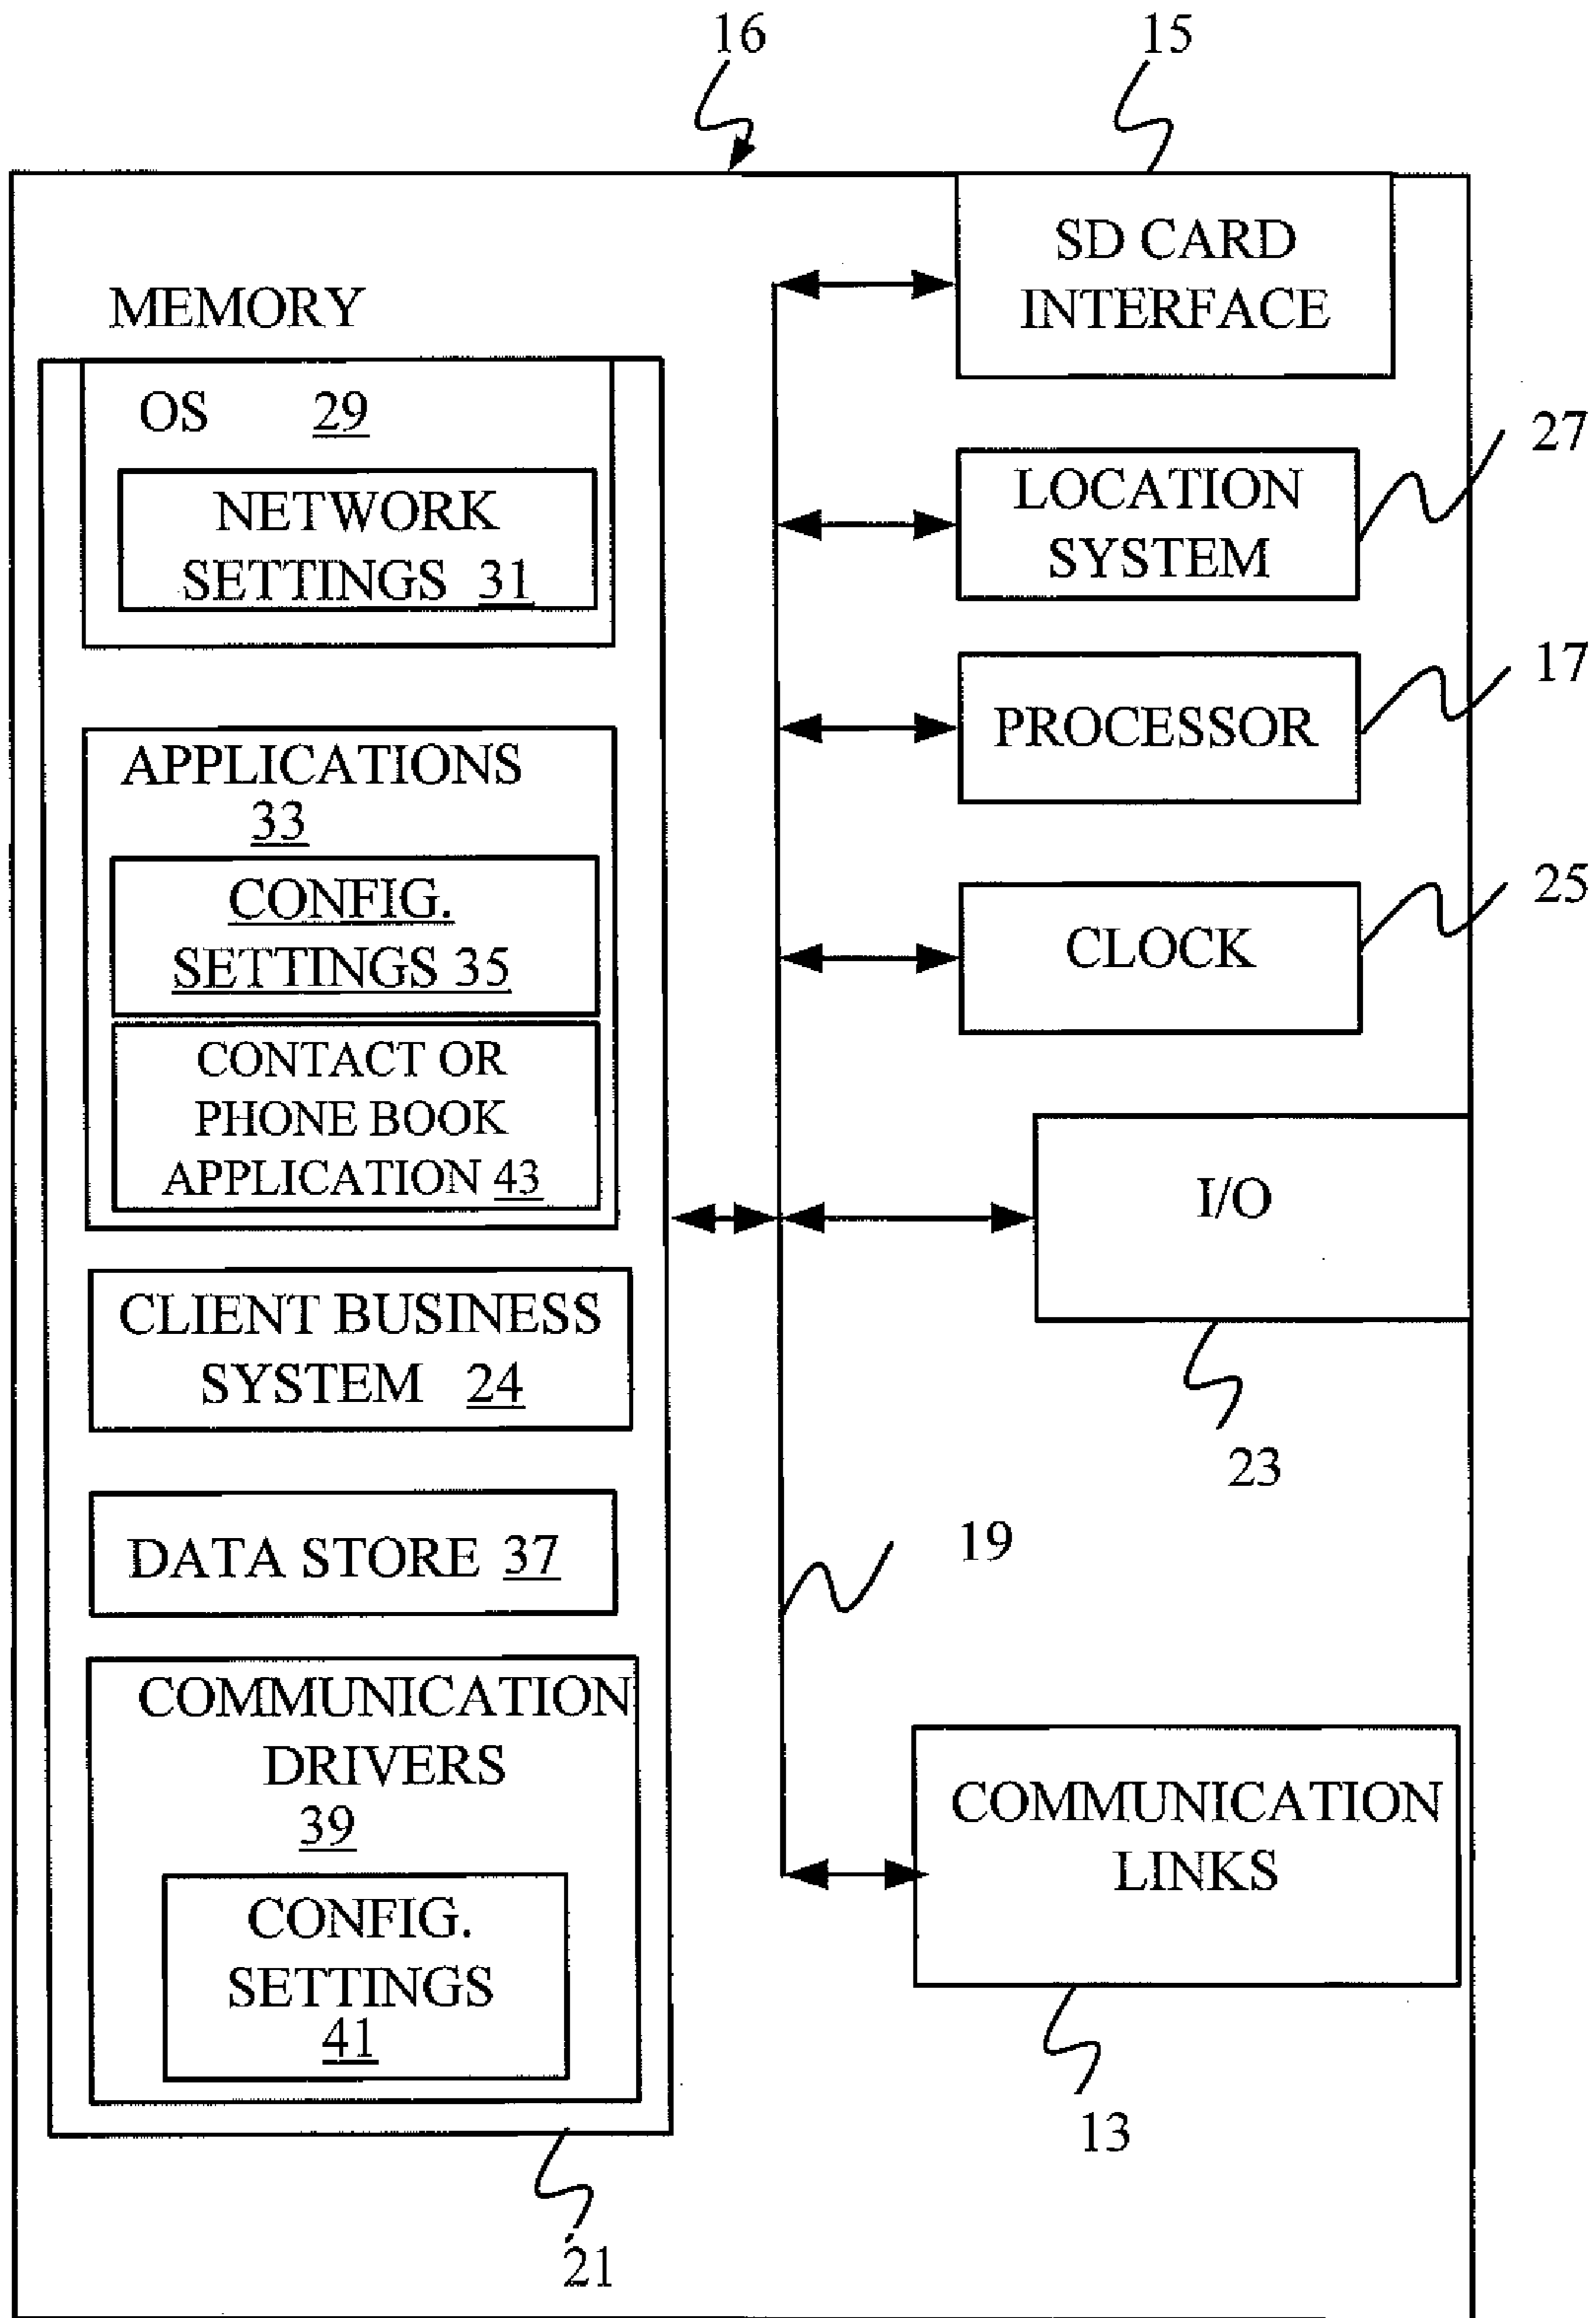 16
15
SD CARD
INTERFACE
MEMORY
OS 29
NETWORK
SETTINGS 31
27
LOCATION
SYSTEM
17
PROCESSOR
APPLICATIONS
33
CONFIG.
SETTINGS 35
25
CLOCK
CONTACT OR
PHONE BOOK
APPLICATION 43
I/O
23
CLIENT BUSINESS
SYSTEM 24
DATA STORE 37
19
COMMUNICATION
DRIVERS
39
CONFIG.
SETTINGS
41
COMMUNICATION
LINKS
13
21